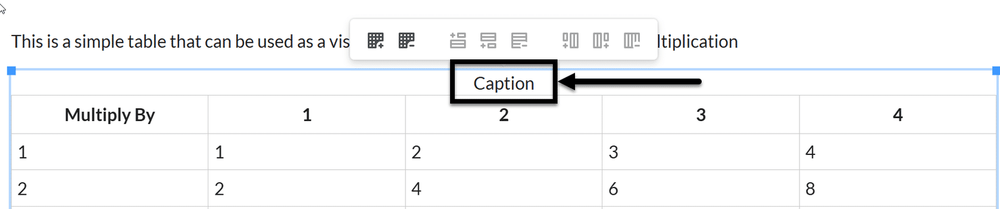 This is a simple table that can be used as a vis ltiplication
Caption
Multiply By 1 2 3 4
1 1 2 3 4
2 2 4 6 8